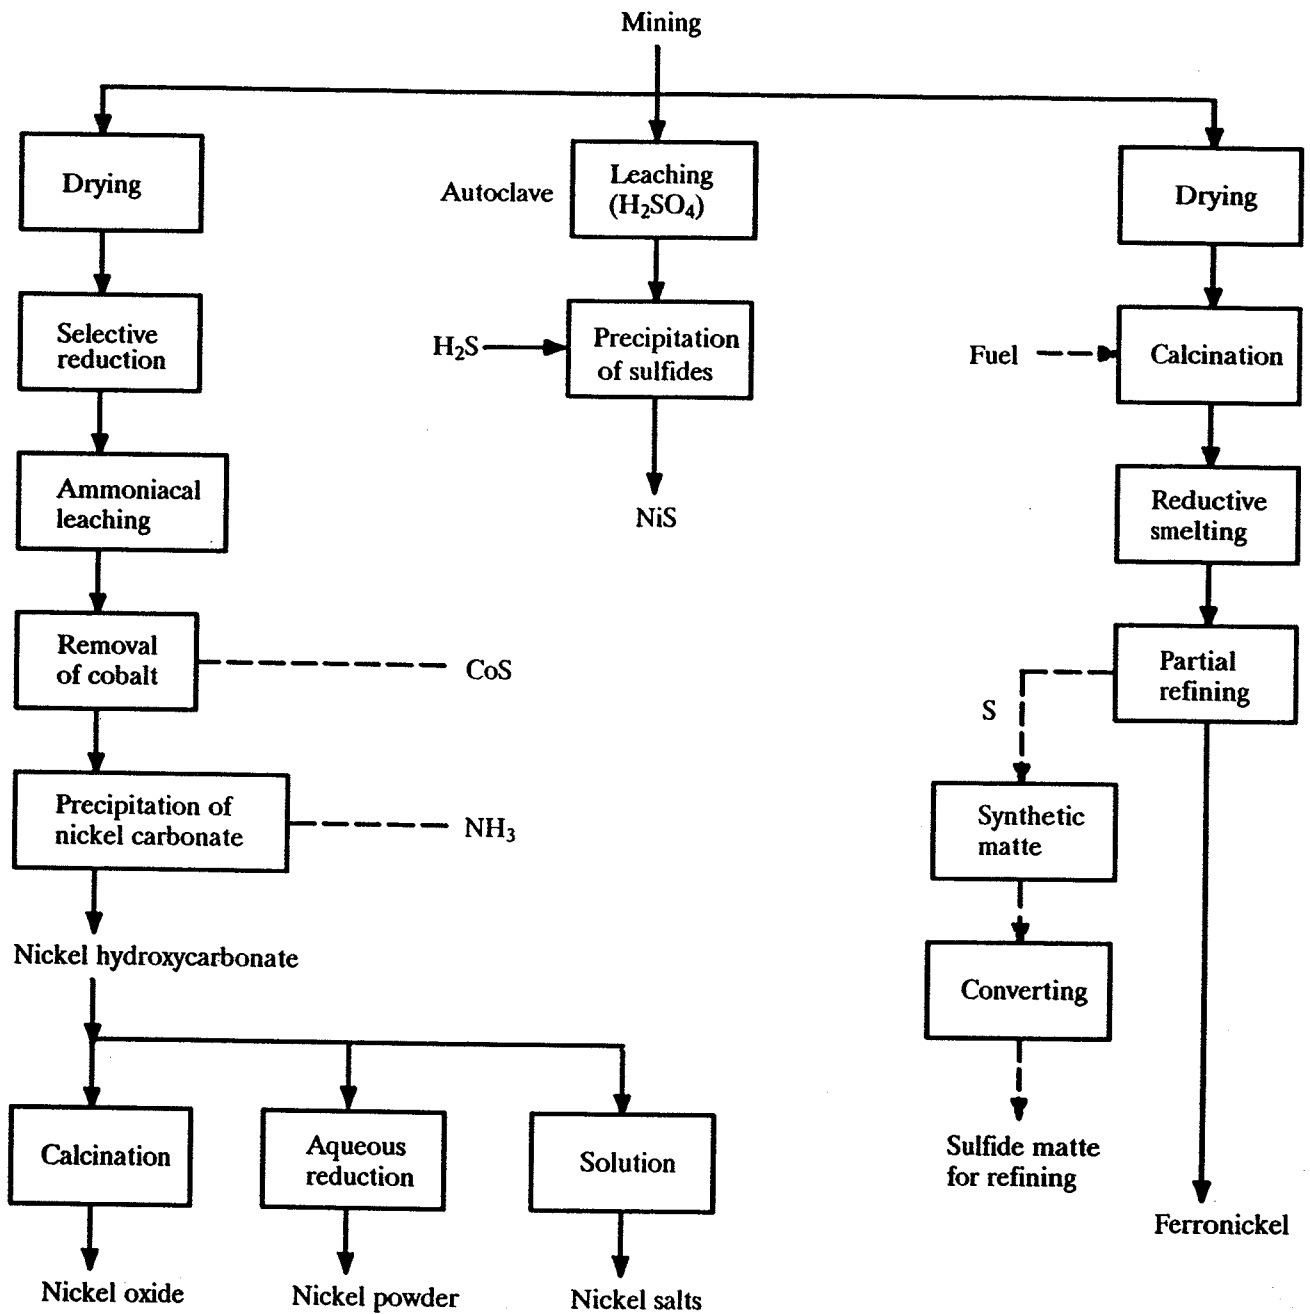 Mining
Drying
Autoclave
Leaching
(H₂SO₄)
Drying
Selective
reduction
H₂S
Precipitation
of sulfides
Fuel
Calcination
Ammoniacal
leaching
NiS
Reductive
smelting
Removal
of cobalt
CoS
Partial
refining
S
Precipitation of
nickel carbonate
NH₃
Synthetic
matte
Nickel hydroxycarbonate
Converting
Calcination
Aqueous
reduction
Solution
Sulfide matte
for refining
Ferronickel
Nickel oxide
Nickel powder
Nickel salts